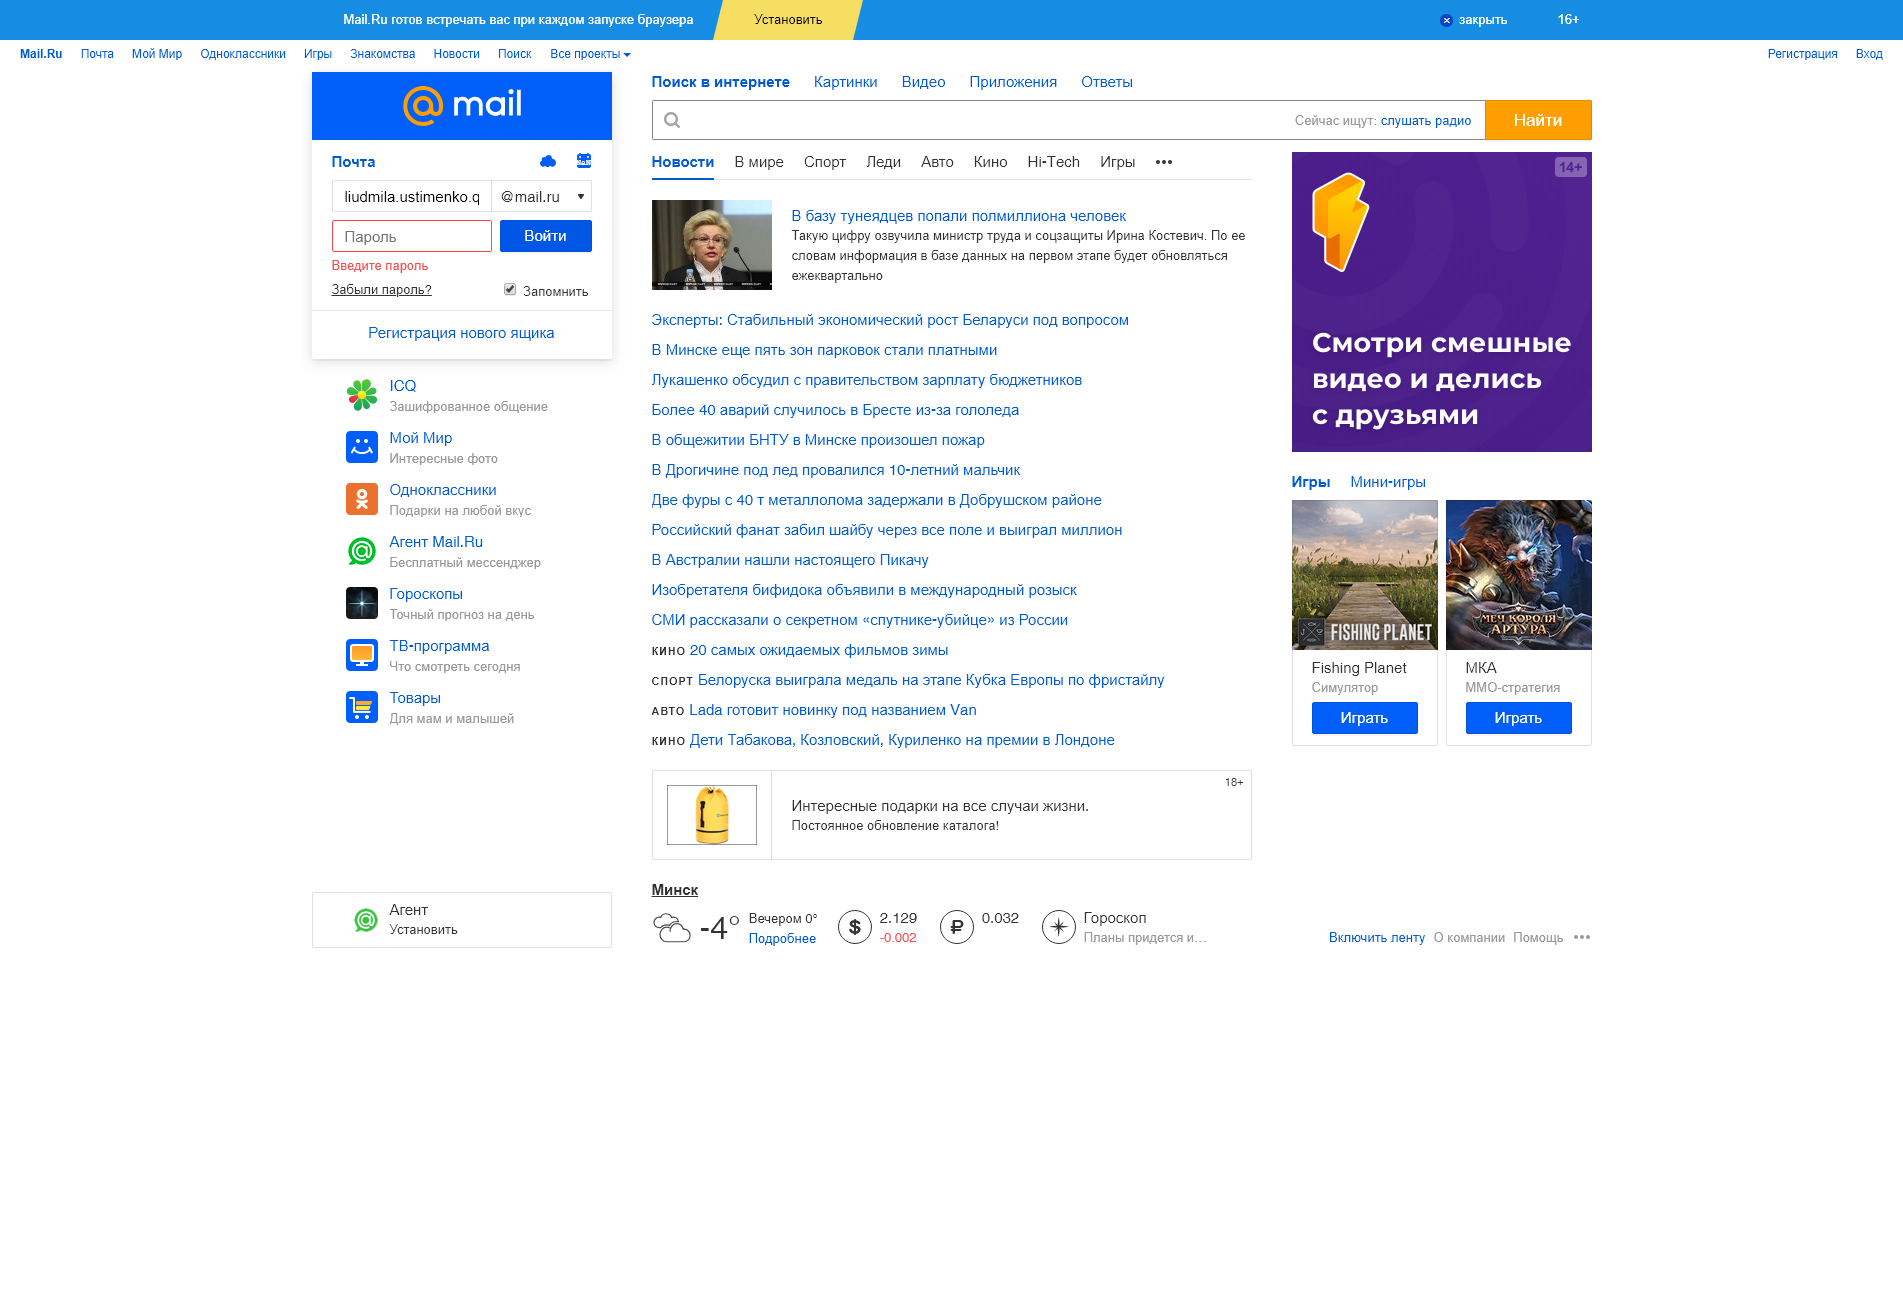 Mail.Ru готов встречать вас при каждом запуске браузера
Установить
закрыть
16+
Mail.Ru Почта Мой Мир Одноклассники Игры Знакомства Новости Поиск Все проекты
Регистрация Вход
@mail
Почта
liudmila.ustimenko.q
@mail.ru
Пароль
Войти
Введите пароль
Забыли пароль?
Запомнить
Регистрация нового ящика
ICQ
Зашифрованное общение
Мой Мир
Интересные фото
Одноклассники
Подарки на любой вкус
Агент Mail.Ru
Бесплатный мессенджер
Гороскопы
Точный прогноз на день
ТВ-программа
Что смотреть сегодня
Товары
Для мам и малышей
Агент
Установить
Поиск в интернете Картинки Видео Приложения Ответы
Сейчас ищут: слушать радио
Найти
Новости В мире Спорт Леди Авто Кино Hi-Tech Игры •••
В базу тунеядцев попали полмиллиона человек
Такую цифру озвучила министр труда и соцзащиты Ирина Костевич. По ее
словам информация в базе данных на первом этапе будет обновляться
ежеквартально
Эксперты: Стабильный экономический рост Беларуси под вопросом
В Минске еще пять зон парковок стали платными
Лукашенко обсудил с правительством зарплату бюджетников
Более 40 аварий случилось в Бресте из-за гололеда
В общежитии БНТУ в Минске произошел пожар
В Дрогичине под лед провалился 10-летний мальчик
Две фуры с 40 т металлолома задержали в Добрушском районе
Российский фанат забил шайбу через все поле и выиграл миллион
В Австралии нашли настоящего Пикачу
Изобретателя бифидока объявили в международный розыск
СМИ рассказали о секретном «спутнике-убийце» из России
КИНО 20 самых ожидаемых фильмов зимы
СПОРТ Белоруска выиграла медаль на этапе Кубка Европы по фристайлу
АВТО Lada готовит новинку под названием Van
КИНО Дети Табакова, Козловский, Куриленко на премии в Лондоне
18+
Интересные подарки на все случаи жизни.
Постоянное обновление каталога!
Минск
-4°
Вечером 0°
Подробнее
$
2.129
-0.002
₽
0.032
Гороскоп
Планы придется и…
14+
Смотри смешные
видео и делись
с друзьями
Игры Мини-игры
FISHING PLANET
Fishing Planet
Симулятор
Играть
МЕЧ КОРОЛЯ
АРТУРА
МКА
ММО-стратегия
Играть
Включить ленту О компании Помощь •••